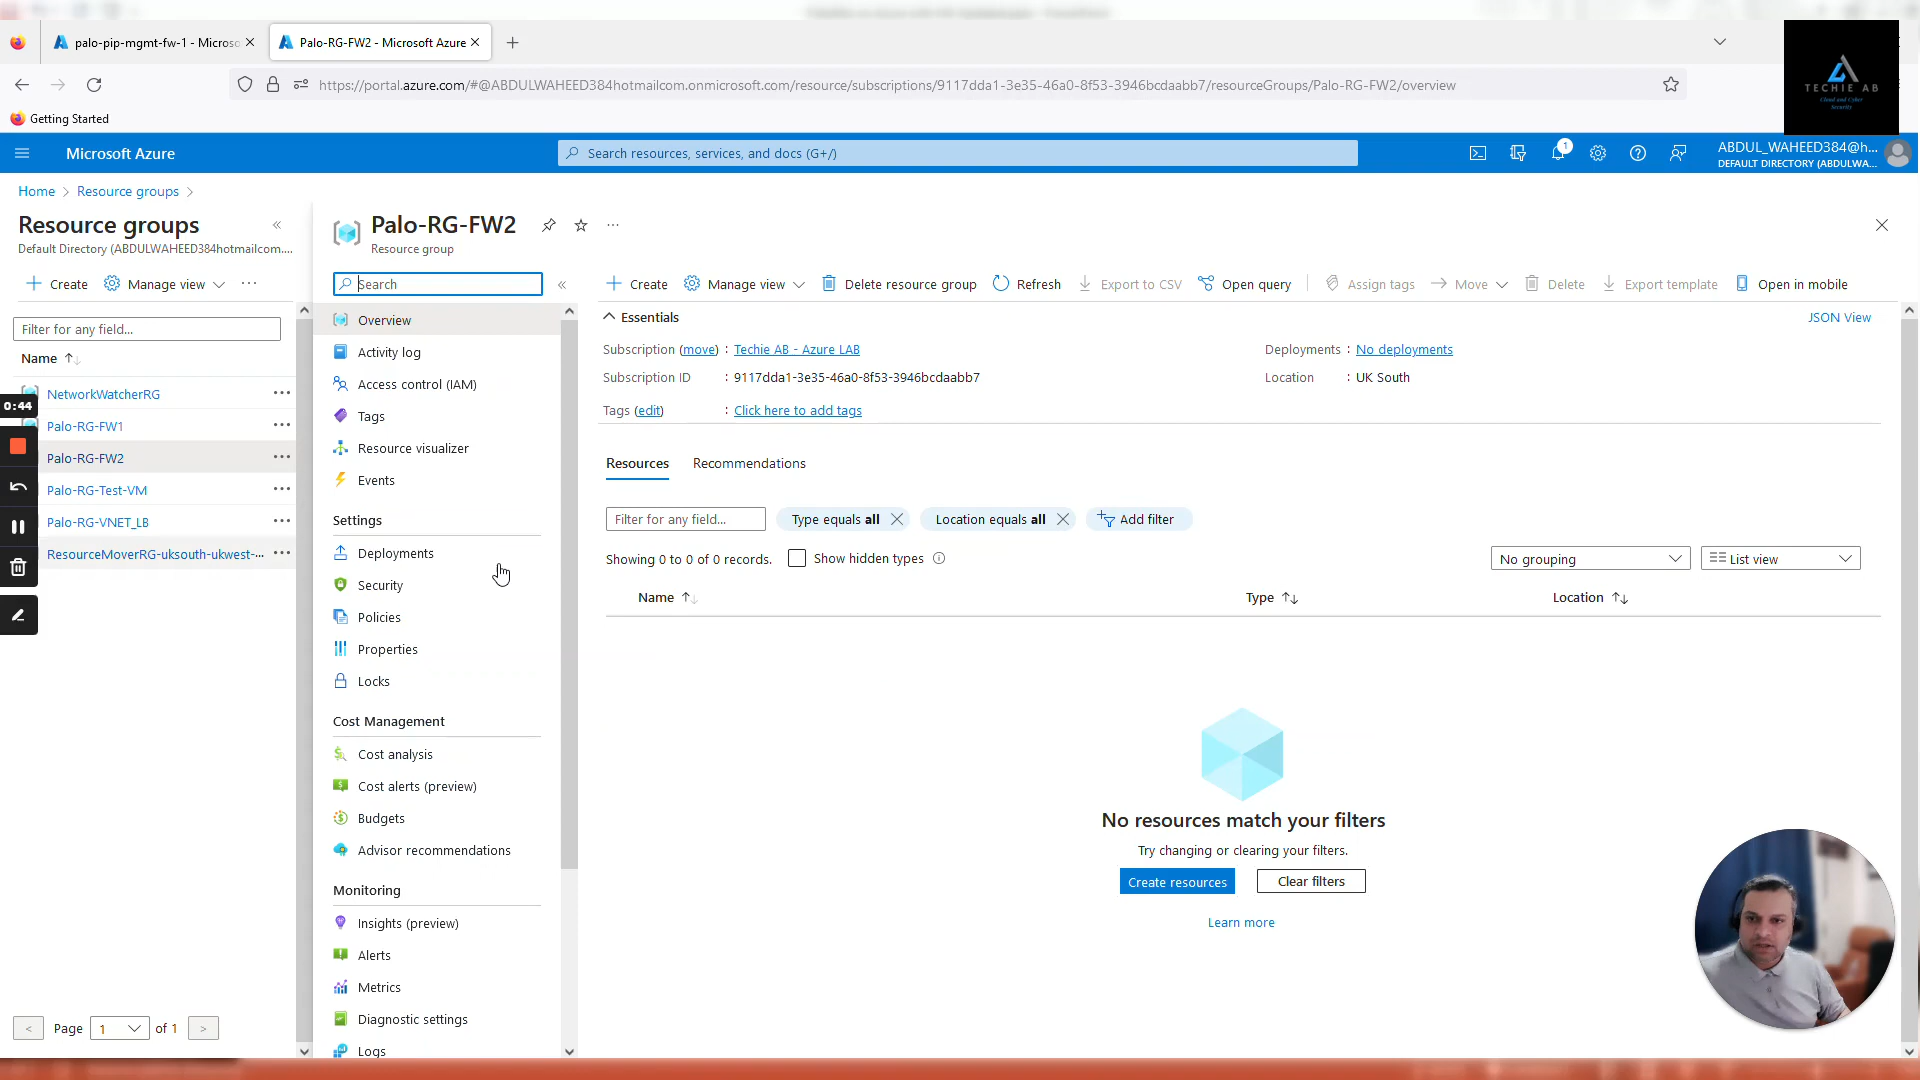 palo-pip-mgmt-fw-1 - Microso
Palo-RG-FW2 - Microsoft Azure
https://portal.azure.com/#@ABDULWAHEED384hotmailcom.onmicrosoft.com/resource/subscriptions/9117dda1-3e35-46a0-8f53-3946bcdaabb7/resourceGroups/Palo-RG-FW2/overview
TECHIE AB
Cloud and Cyber
Security
Getting Started
Microsoft Azure
Search resources, services, and docs (G+/)
1
ABDUL_WAHEED384@h...
DEFAULT DIRECTORY (ABDULWA...
Home > Resource groups >
Resource groups
Default Directory (ABDULWAHEED384hotmailcom....
Create
Manage view
Filter for any field...
Name
NetworkWatcherRG
0:44
Palo-RG-FW1
Palo-RG-FW2
Palo-RG-Test-VM
Palo-RG-VNET_LB
ResourceMoverRG-uksouth-ukwest-...
Page 1 of 1
Palo-RG-FW2
Resource group
Search
Overview
Activity log
Access control (IAM)
Tags
Resource visualizer
Events
Settings
Deployments
Security
Policies
Properties
Locks
Cost Management
Cost analysis
Cost alerts (preview)
Budgets
Advisor recommendations
Monitoring
Insights (preview)
Alerts
Metrics
Diagnostic settings
Logs
Create
Manage view
Delete resource group
Refresh
Export to CSV
Open query
Assign tags
Move
Delete
Export template
Open in mobile
Essentials
JSON View
Subscription (move) : Techie AB - Azure LAB
Deployments : No deployments
Subscription ID : 9117dda1-3e35-46a0-8f53-3946bcdaabb7
Location : UK South
Tags (edit) : Click here to add tags
Resources
Recommendations
Filter for any field...
Type equals all
Location equals all
Add filter
Showing 0 to 0 of 0 records.
Show hidden types
No grouping
List view
Name
Type
Location
No resources match your filters
Try changing or clearing your filters.
Create resources
Clear filters
Learn more